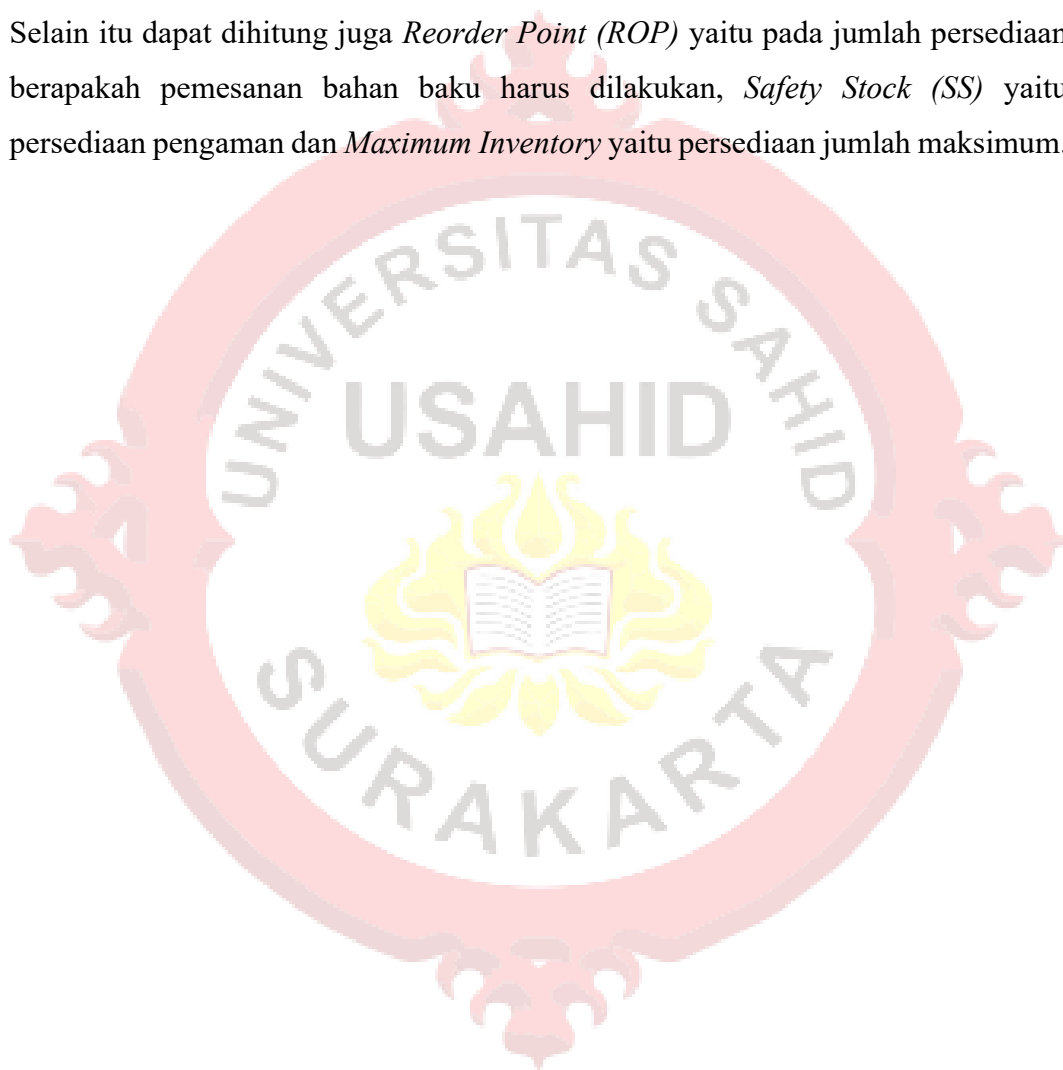 Selain itu dapat dihitung juga Reorder Point (ROP) yaitu pada jumlah persediaan
berapakah pemesanan bahan baku harus dilakukan, Safety Stock (SS) yaitu
persediaan pengaman dan Maximum Inventory yaitu persediaan jumlah maksimum.
UNIVERSITAS SAHID
USAHID
SURAKARTA